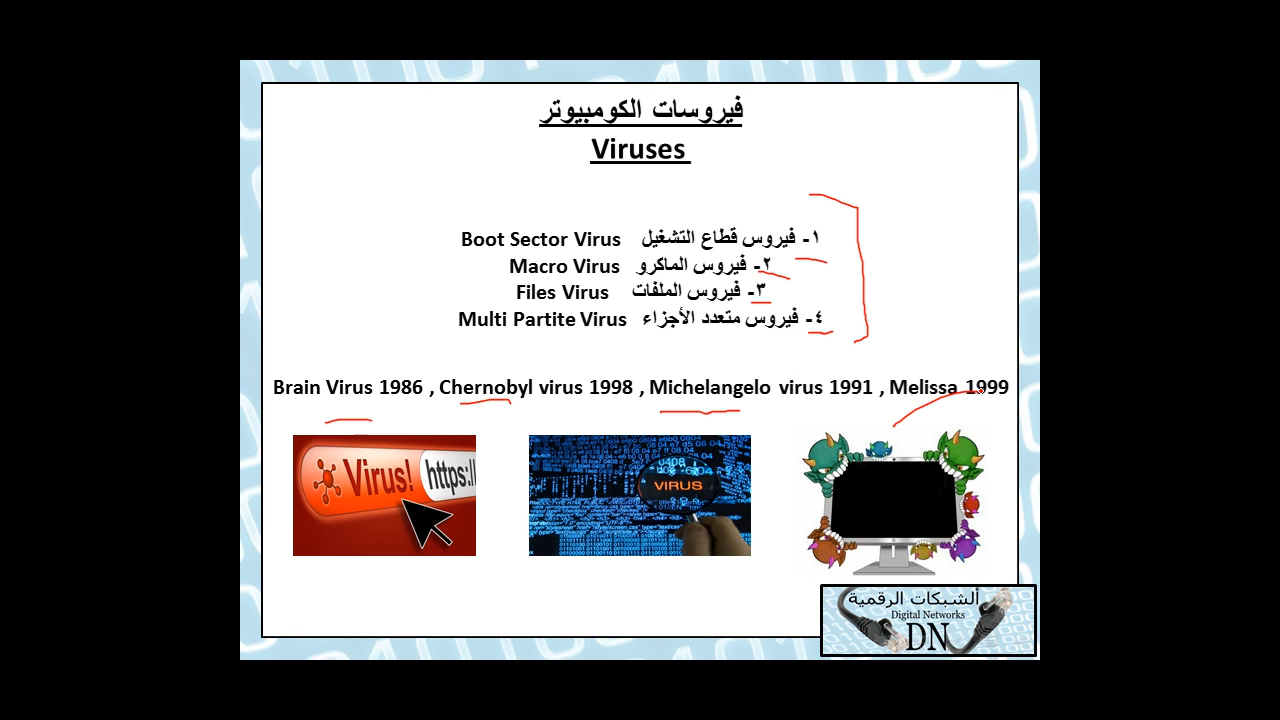 فيروسات الكومبيوتر
Viruses
١- فيروس قطاع التشغيل Boot Sector Virus
٢- فيروس الماكرو Macro Virus
٣- فيروس الملفات Files Virus
٤- فيروس متعدد الأجزاء Multi Partite Virus
Brain Virus 1986 , Chernobyl virus 1998 , Michelangelo virus 1991 , Melissa 1999
Virus! https:/
VIRUS
ألشبكات الرقمية
Digital Networks
DN